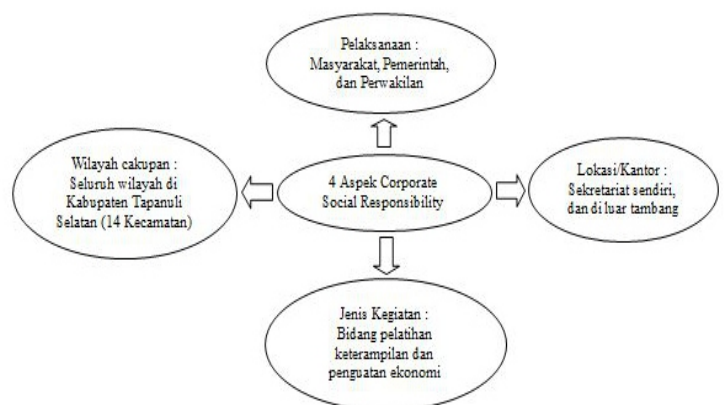 Pelaksanaan :
Masyarakat, Pemerintah,
dan Perwakilan
Wilayah cakupan :
Seluruh wilayah di
Kabupaten Tapanuli
Selatan (14 Kecamatan)
4 Aspek Corporate
Social Responsibility
Lokasi/Kantor :
Sekretariat sendiri,
dan di luar tambang
Jenis Kegiatan :
Bidang pelatihan
keterampilan dan
penguatan ekonomi